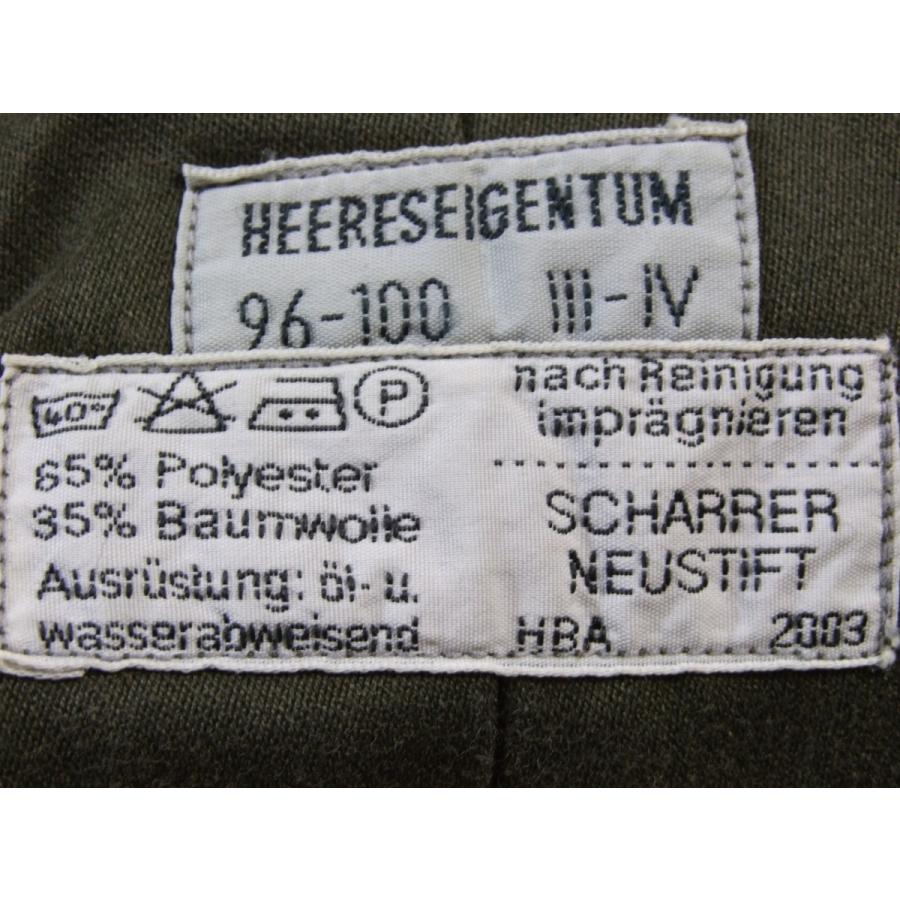 HEERESEIGENTUM
96-100 III-IV
40° P
65% Polyester
35% Baumwolle
Ausrüstung: öl- u.
wasserabweisend
nach Reinigung
imprägnieren
SCHARRER
NEUSTIFT
HBA 2003